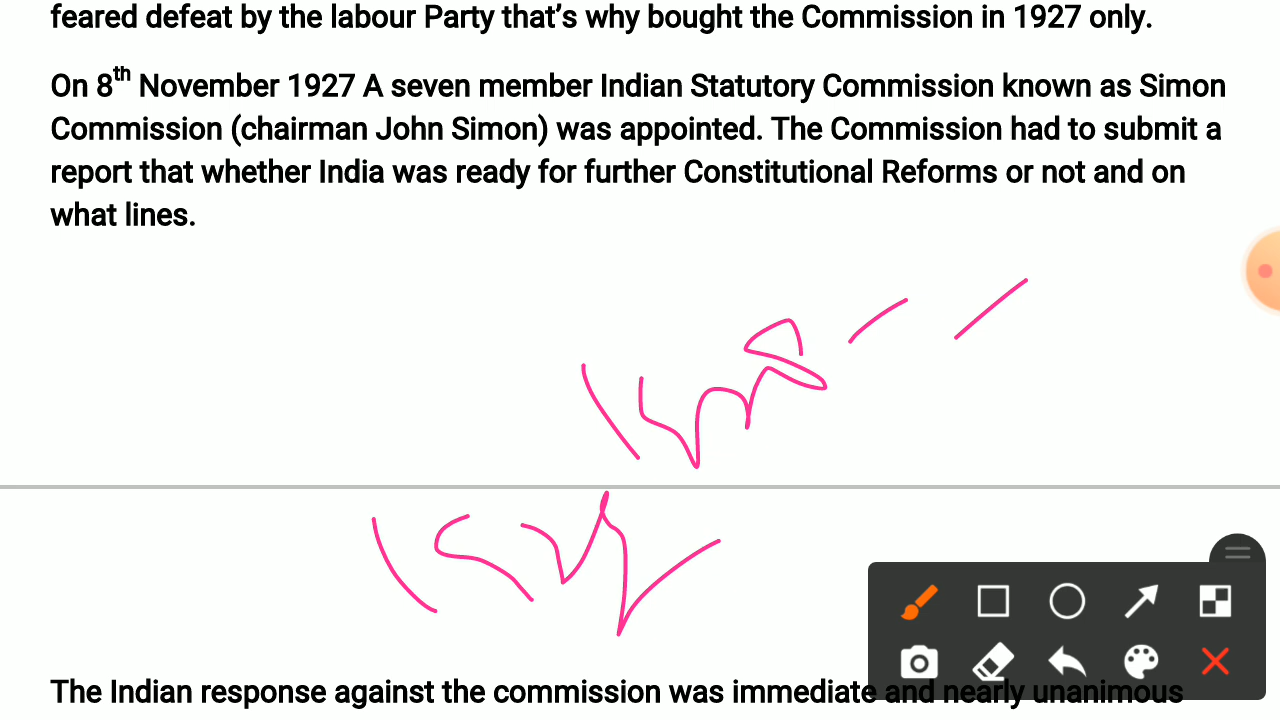 feared defeat by the labour Party that's why bought the Commission in 1927 only.
On 8th November 1927 A seven member Indian Statutory Commission known as Simon
Commission (chairman John Simon) was appointed. The Commission had to submit a
report that whether India was ready for further Constitutional Reforms or not and on
what lines.
The Indian response against the commission was immediate and nearly unanimous